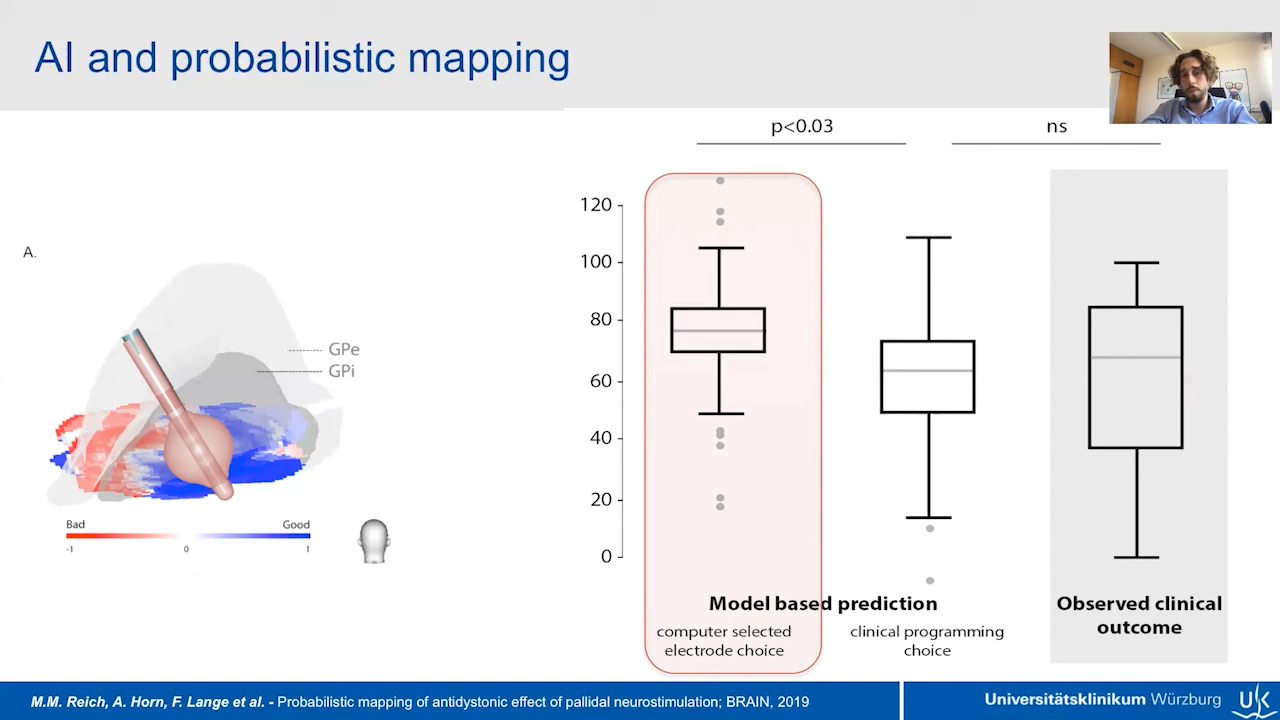 AI and probabilistic mapping
A.
GPe
GPi
Bad
Good
-1
0
1
p<0.03
ns
120
100
80
60
40
20
0
Model based prediction
computer selected
electrode choice
clinical programming
choice
Observed clinical
outcome
M.M. Reich, A. Horn, F. Lange et al. - Probabilistic mapping of antidystonic effect of pallidal neurostimulation; BRAIN, 2019
Universitätsklinikum Würzburg
UK